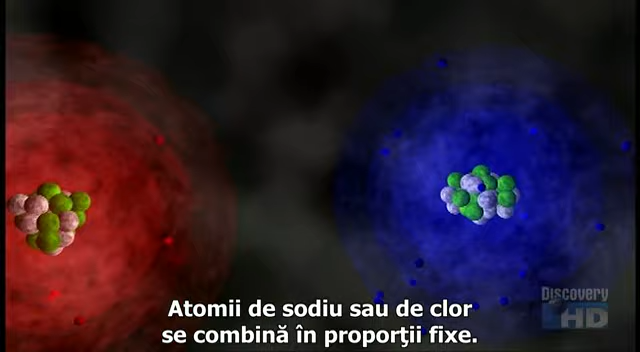 Discovery
HD
Atomii de sodiu sau de clor
se combină în proporţii fixe.